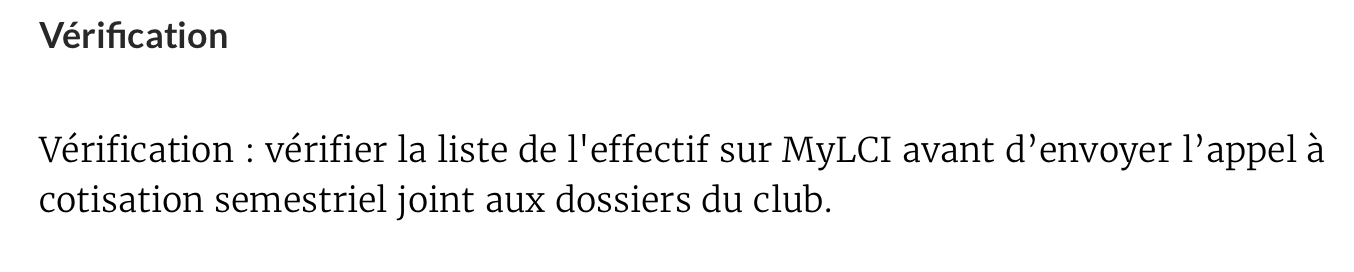 Vérification
Vérification : vérifier la liste de l'effectif sur MyLCI avant d’envoyer l’appel à
cotisation semestriel joint aux dossiers du club.